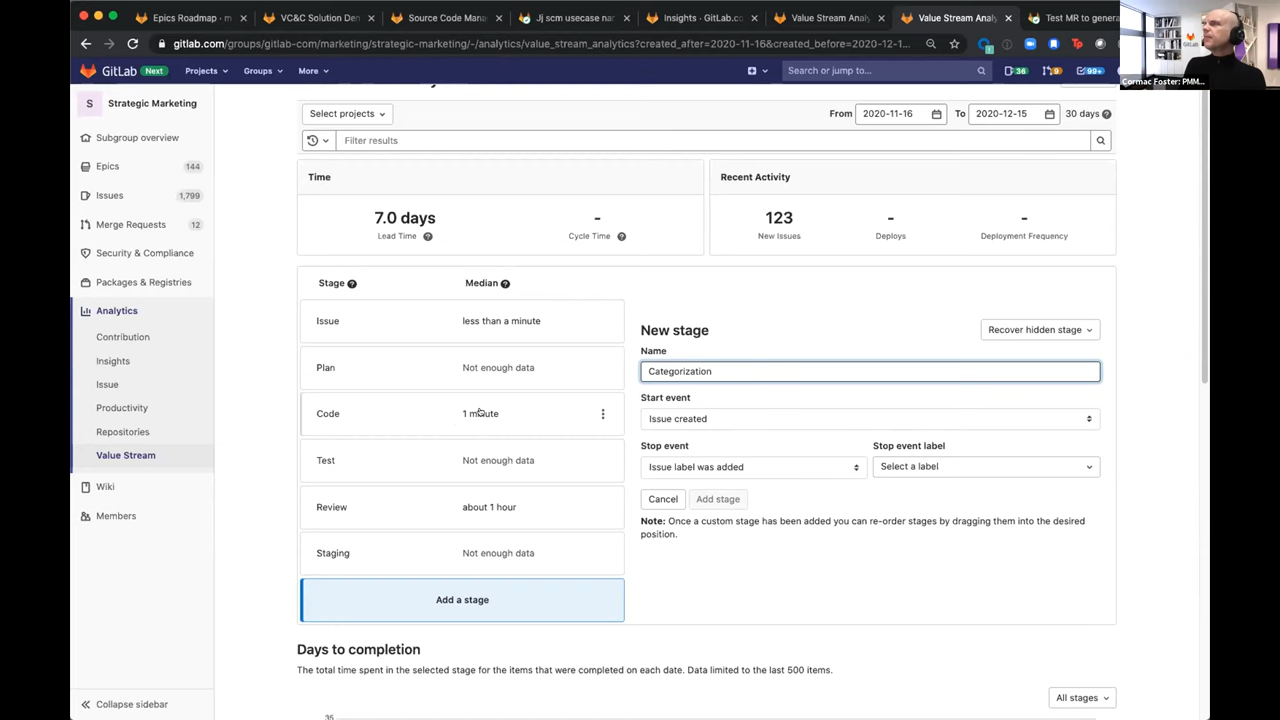 Epics Roadmap · m
VC&C Solution Den
Source Code Mana
Jj scm usecase nar
Insights · GitLab.co
Value Stream Analy
Value Stream Analy
Test MR to genera
gitlab.com/groups/gitlab-com/marketing/strategic-marketing/-/analytics/value_stream_analytics?created_after=2020-11-16&created_before=2020-12-1...
Cormac Foster: PMM...
GitLab Next Projects Groups More Search or jump to... 36 9 99+
S Strategic Marketing
Subgroup overview
Epics 144
Issues 1,799
Merge Requests 12
Security & Compliance
Packages & Registries
Analytics
Contribution
Insights
Issue
Productivity
Repositories
Value Stream
Wiki
Members
Collapse sidebar
Select projects From 2020-11-16 To 2020-12-15 30 days
Filter results
Time
7.0 days -
Lead Time Cycle Time
Recent Activity
123 - -
New Issues Deploys Deployment Frequency
Stage Median
Issue less than a minute
Plan Not enough data
Code 1 minute
Test Not enough data
Review about 1 hour
Staging Not enough data
Add a stage
New stage Recover hidden stage
Name
Categorization
Start event
Issue created
Stop event Stop event label
Issue label was added Select a label
Cancel Add stage
Note: Once a custom stage has been added you can re-order stages by dragging them into the desired
position.
Days to completion
The total time spent in the selected stage for the items that were completed on each date. Data limited to the last 500 items.
All stages
35